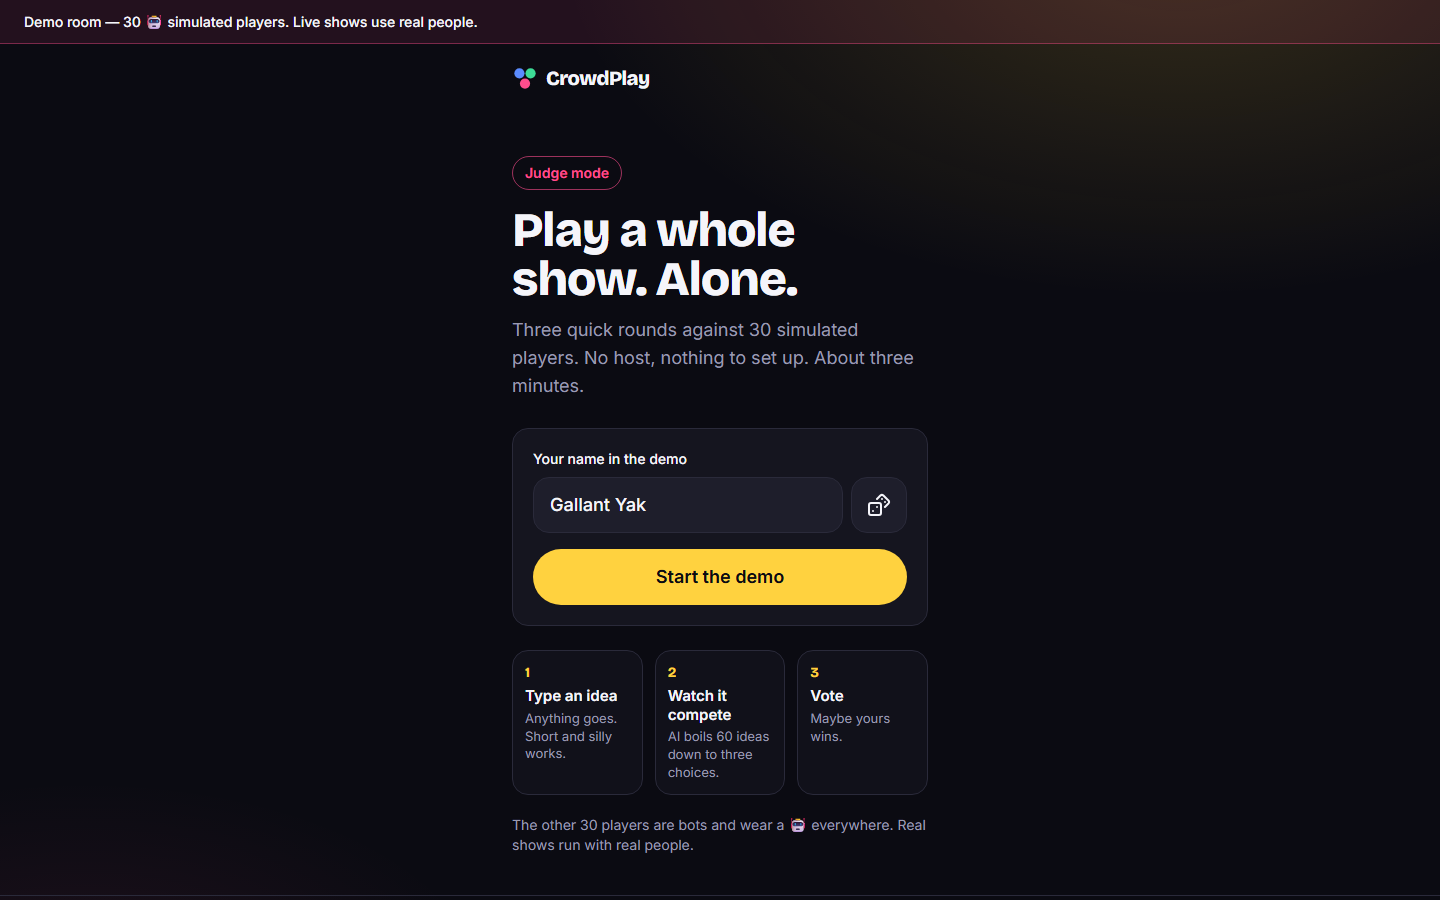 Demo room — 30 🤖 simulated players. Live shows use real people.
CrowdPlay
Judge mode
Play a whole
show. Alone.
Three quick rounds against 30 simulated
players. No host, nothing to set up. About three
minutes.
Your name in the demo
Gallant Yak
Start the demo
1
Type an idea
Anything goes.
Short and silly
works.
2
Watch it
compete
AI boils 60 ideas
down to three
choices.
3
Vote
Maybe yours
wins.
The other 30 players are bots and wear a 🤖 everywhere. Real
shows run with real people.